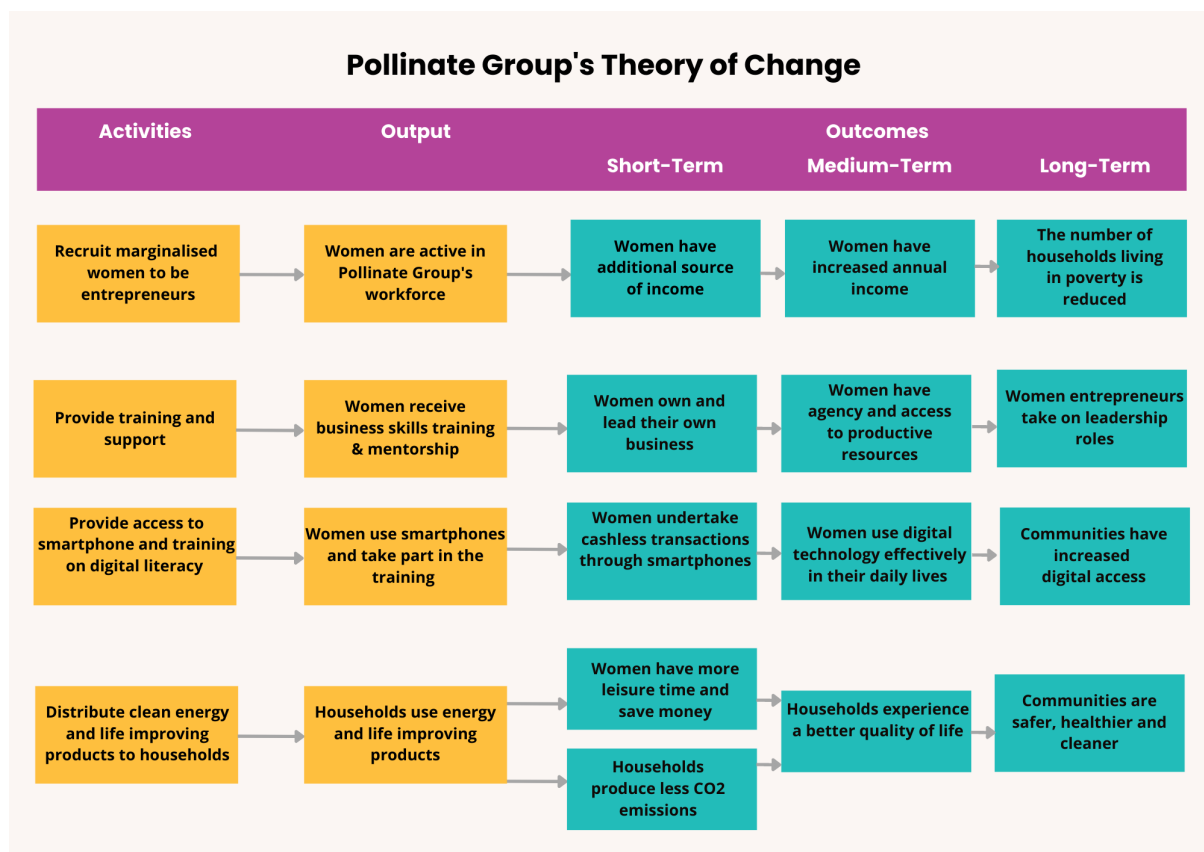 Pollinate Group's Theory of Change
Activities
Output
Outcomes
Short-Term
Medium-Term
Long-Term
Recruit marginalised
women to be
entrepreneurs
Women are active in
Pollinate Group's
workforce
Women have
additional source
of income
Women have
increased annual
income
The number of
households living
in poverty is
reduced
Provide training and
support
Women receive
business skills training
& mentorship
Women own and
lead their own
business
Women have
agency and access
to productive
resources
Women entrepreneurs
take on leadership
roles
Provide access to
smartphone and training
on digital literacy
Women use smartphones
and take part in the
training
Women undertake
cashless transactions
through smartphones
Women use digital
technology effectively
in their daily lives
Communities have
increased
digital access
Distribute clean energy
and life improving
products to households
Households use energy
and life improving
products
Women have more
leisure time and
save money
Households
produce less CO2
emissions
Households experience
a better quality of life
Communities are
safer, healthier and
cleaner